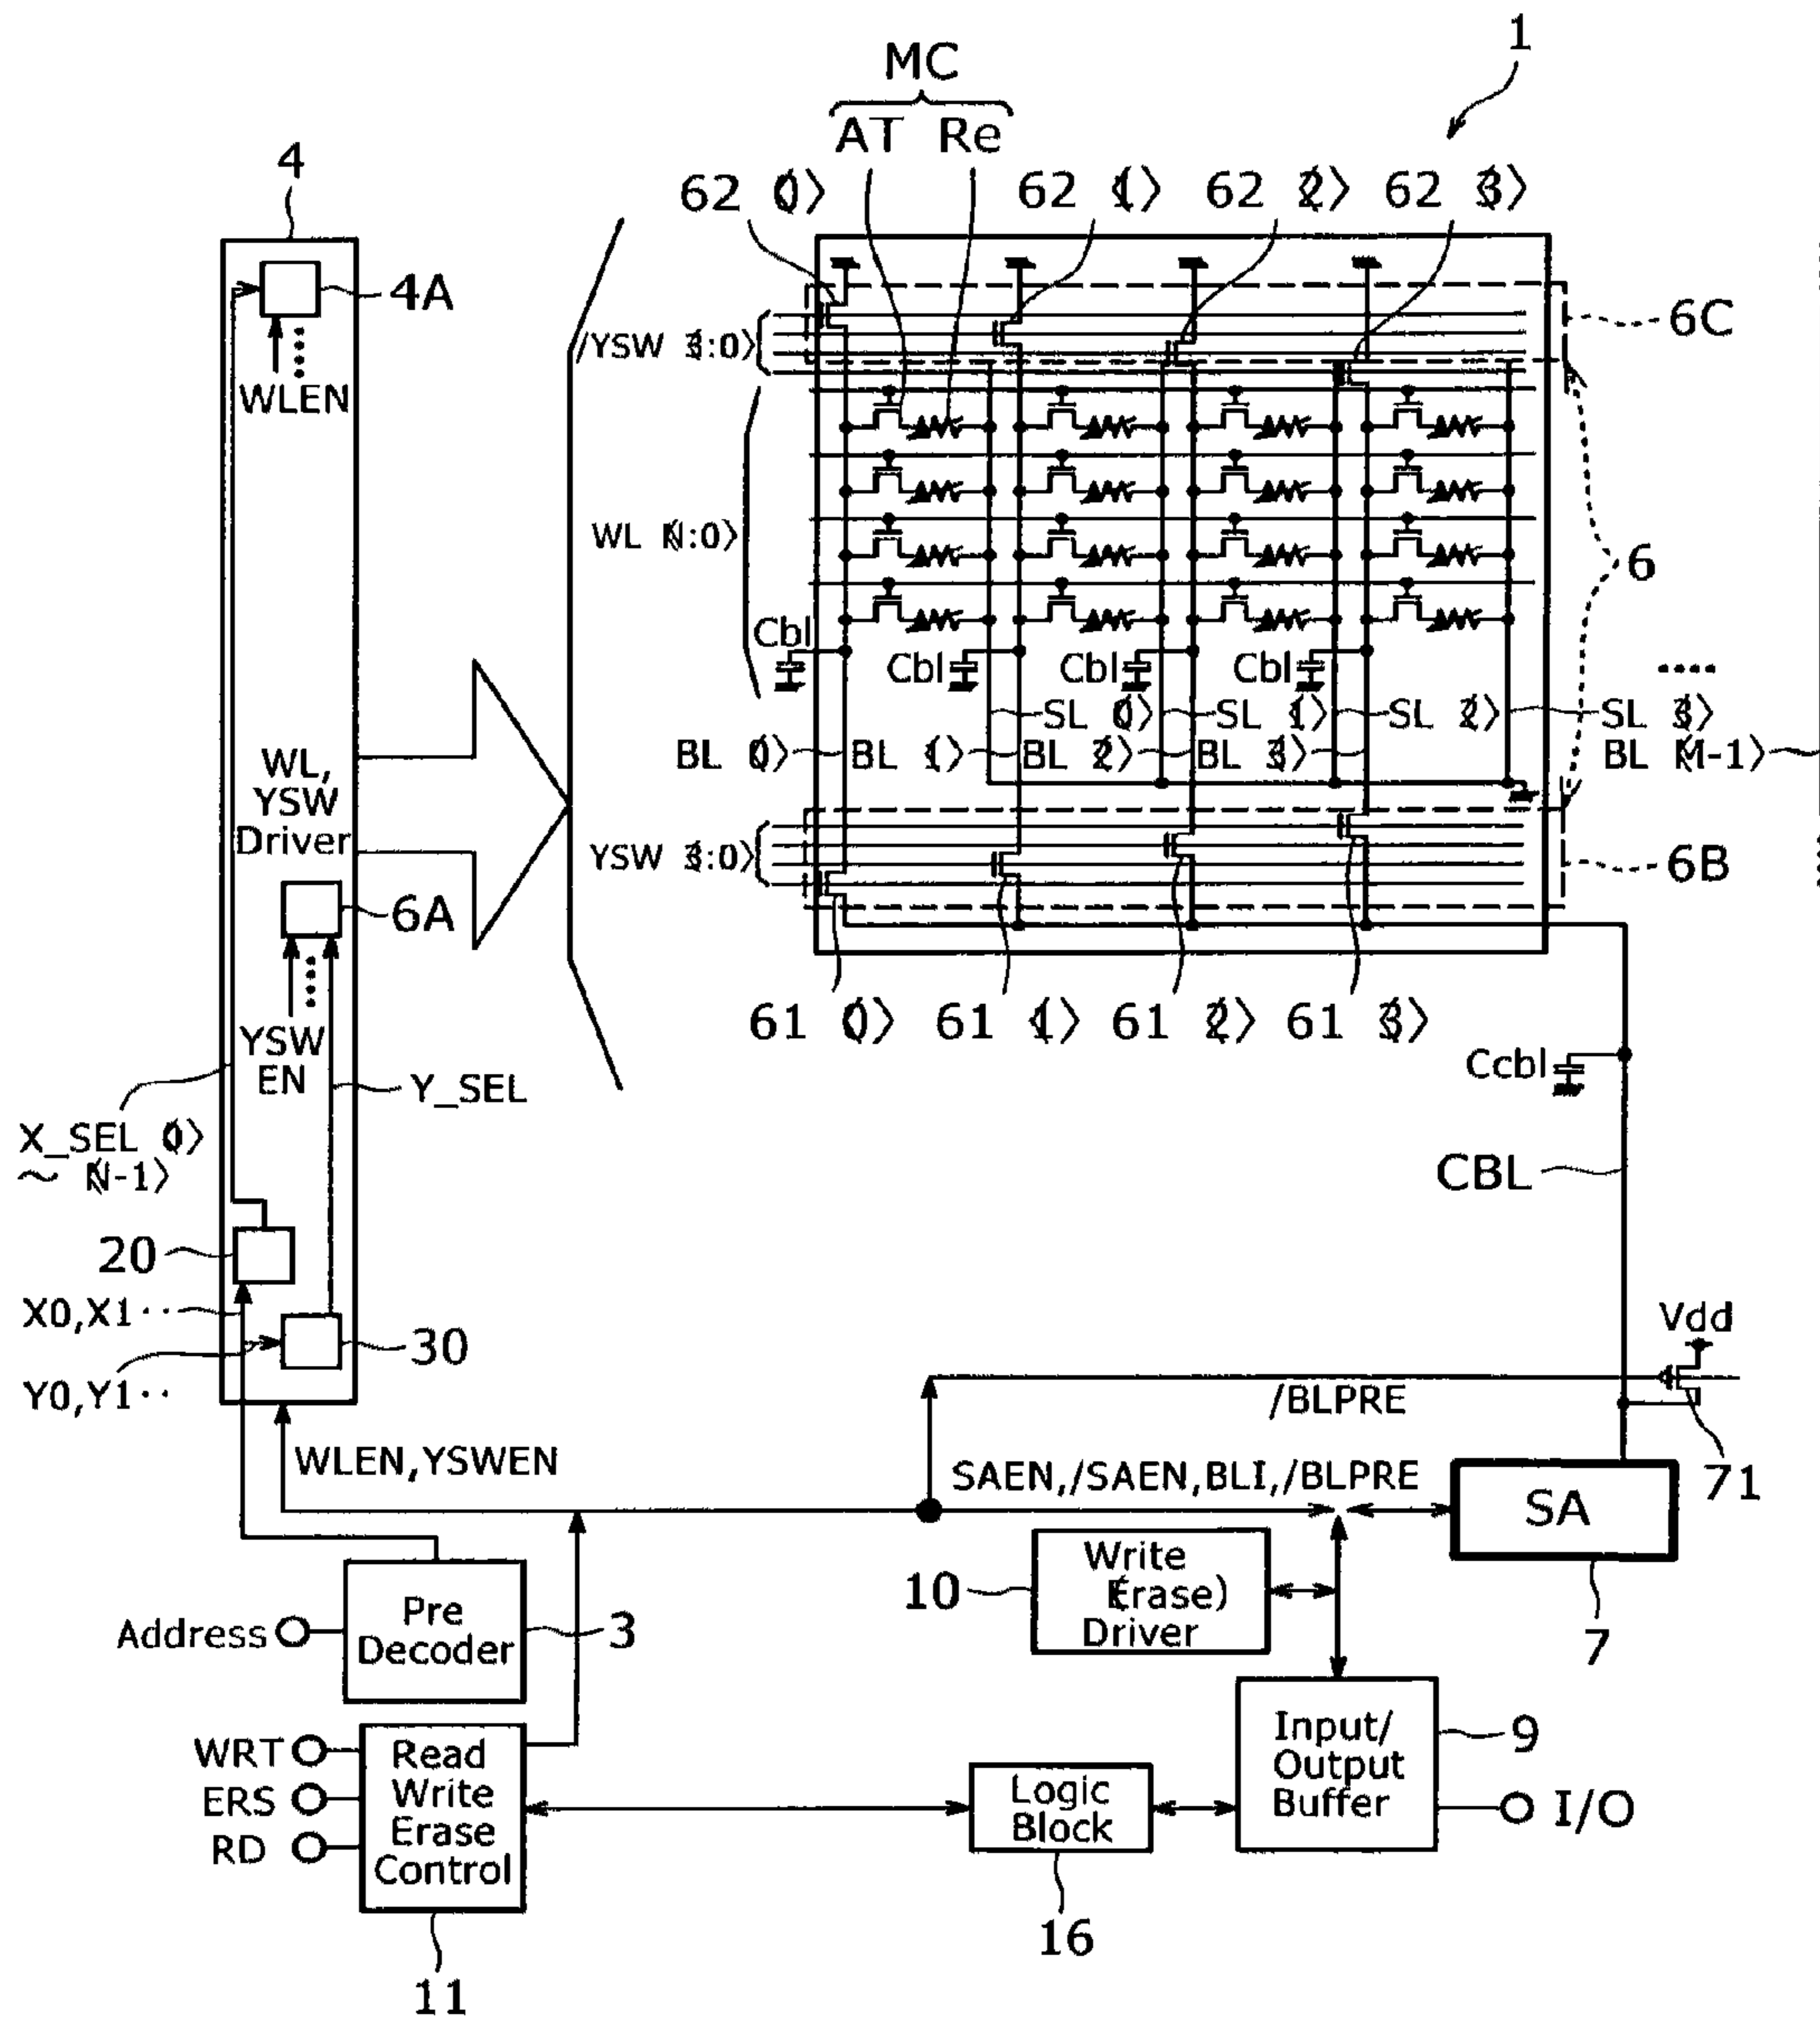 1
MC
AT Re
4
62 ⟨0⟩ 62 ⟨1⟩ 62 ⟨2⟩ 62 ⟨3⟩
4A
6C
/YSW ⟨3:0⟩
WLEN
WL ⟨N:0⟩
6
Cbl
Cbl Cbl Cbl
....
SL ⟨0⟩ SL ⟨1⟩ SL ⟨2⟩ SL ⟨3⟩
BL ⟨0⟩ BL ⟨1⟩ BL ⟨2⟩ BL ⟨3⟩ BL ⟨M-1⟩
WL,
YSW
Driver
YSW ⟨3:0⟩
6B
6A
61 ⟨0⟩ 61 ⟨1⟩ 61 ⟨2⟩ 61 ⟨3⟩
YSW
EN
Y_SEL
Ccbl
X_SEL ⟨0⟩
~ ⟨N-1⟩
CBL
20
X0,X1··
30
Vdd
Y0,Y1··
/BLPRE
WLEN,YSWEN
SAEN,/SAEN,BLI,/BLPRE
71
SA
7
10
Write
(Erase)
Driver
Address
Pre
Decoder
3
WRT
ERS
RD
Read
Write
Erase
Control
11
Logic
Block
16
Input/
Output
Buffer
9
I/O